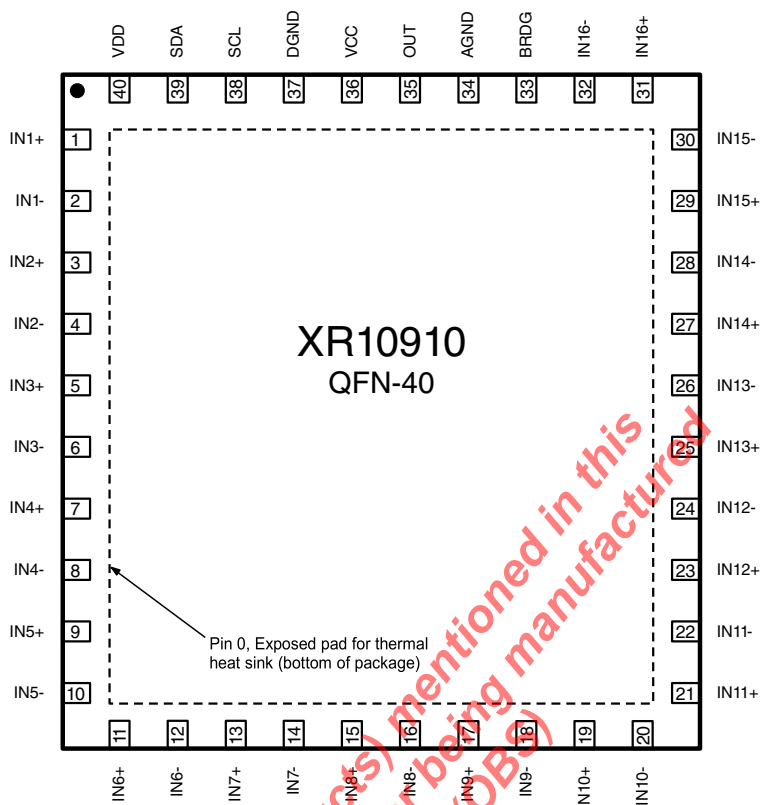 VDD SDA SCL DGND VCC OUT AGND BRDG IN16- IN16+
40 39 38 37 36 35 34 33 32 31
IN1+ 1 30 IN15-
IN1- 2 29 IN15+
IN2+ 3 28 IN14-
IN2- 4 27 IN14+
XR10910
QFN-40
IN3+ 5 26 IN13-
IN3- 6 25 IN13+
IN4+ 7 24 IN12-
IN4- 8 23 IN12+
IN5+ 9 22 IN11-
Pin 0, Exposed pad for thermal
heat sink (bottom of package)
IN5- 10 21 IN11+
11 12 13 14 15 16 17 18 19 20
IN6+ IN6- IN7+ IN7- IN8+ IN8- IN9+ IN9- IN10+ IN10-
mentioned in this
being manufactured
(OBS)